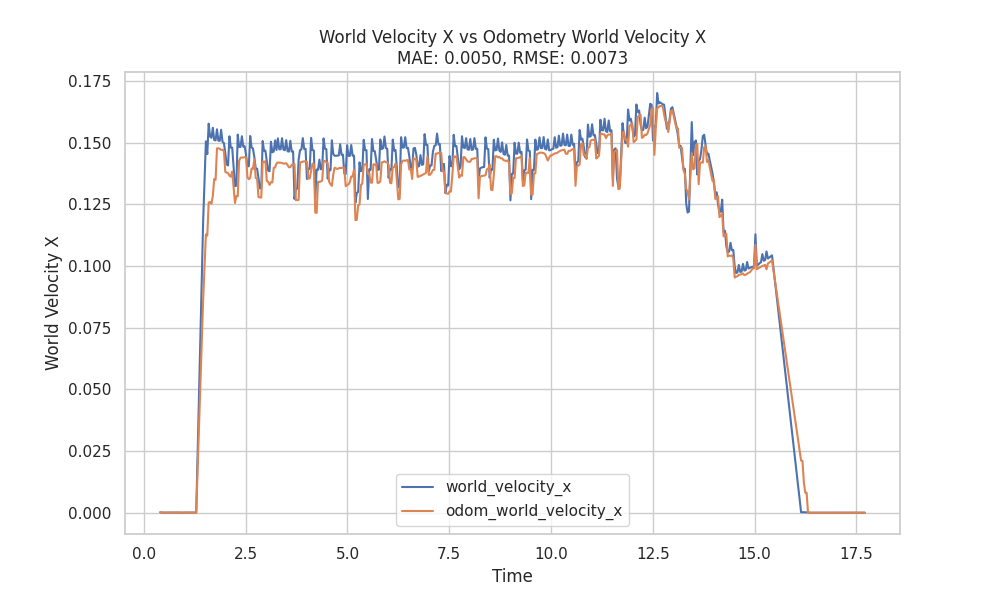 World Velocity X vs Odometry World Velocity X
MAE: 0.0050, RMSE: 0.0073
World Velocity X
0.175
0.150
0.125
0.100
0.075
0.050
0.025
0.000
world_velocity_x
odom_world_velocity_x
0.0 2.5 5.0 7.5 10.0 12.5 15.0 17.5
Time